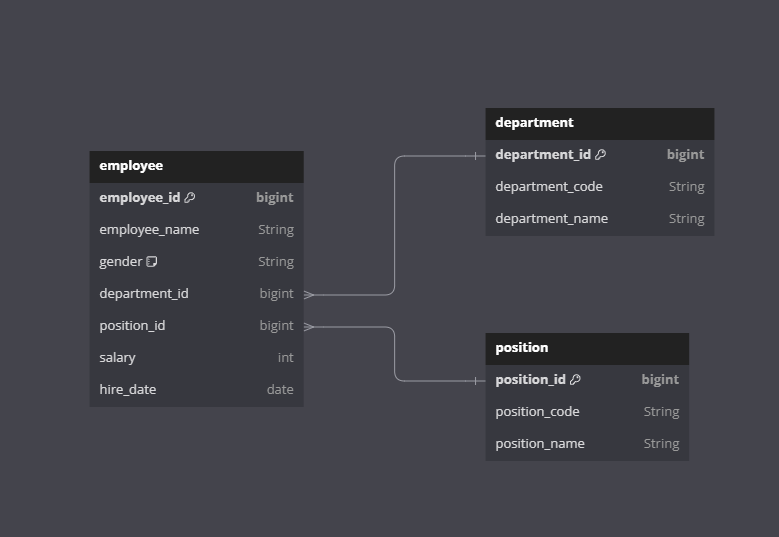 employee
employee_id bigint
employee_name String
gender String
department_id bigint
position_id bigint
salary int
hire_date date
department
department_id bigint
department_code String
department_name String
position
position_id bigint
position_code String
position_name String